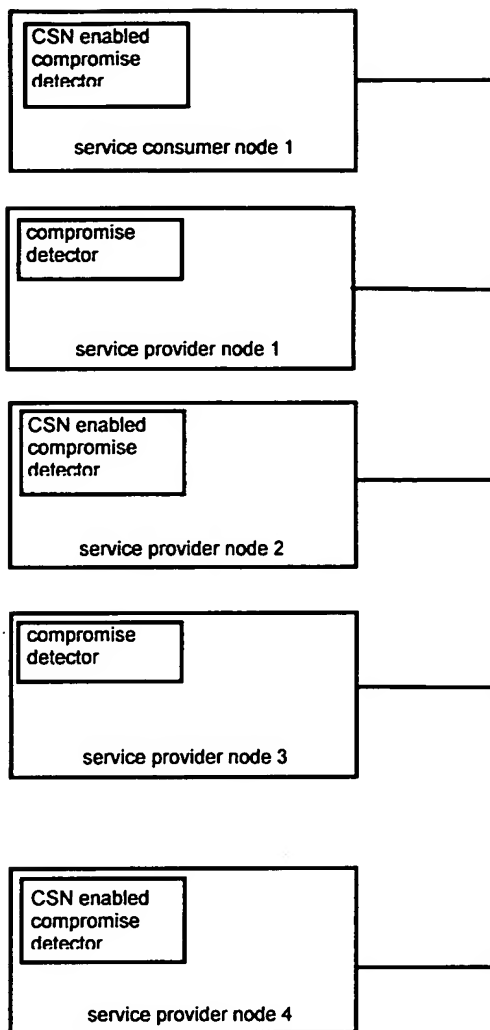 CSN enabled
compromise
detector
service consumer node 1
compromise
detector
service provider node 1
CSN enabled
compromise
detector
service provider node 2
compromise
detector
service provider node 3
CSN enabled
compromise
detector
service provider node 4